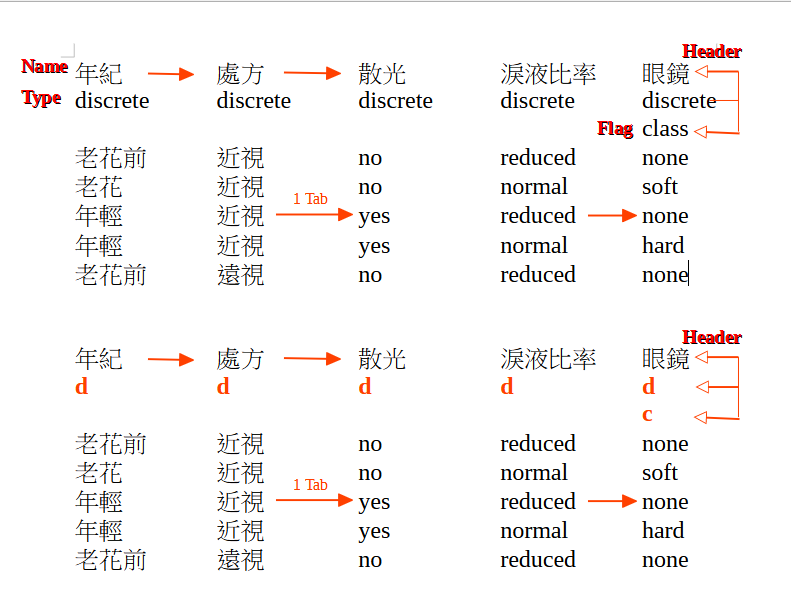 Header
Name 年紀 處方 散光 淚液比率 眼鏡
Type discrete discrete discrete discrete discrete
Flag class
老花前 近視 no reduced none
老花 近視 no normal soft
1 Tab
年輕 近視 yes reduced none
年輕 近視 yes normal hard
老花前 遠視 no reduced none
Header
年紀 處方 散光 淚液比率 眼鏡
d d d d d
c
老花前 近視 no reduced none
老花 近視 no normal soft
1 Tab
年輕 近視 yes reduced none
年輕 近視 yes normal hard
老花前 遠視 no reduced none